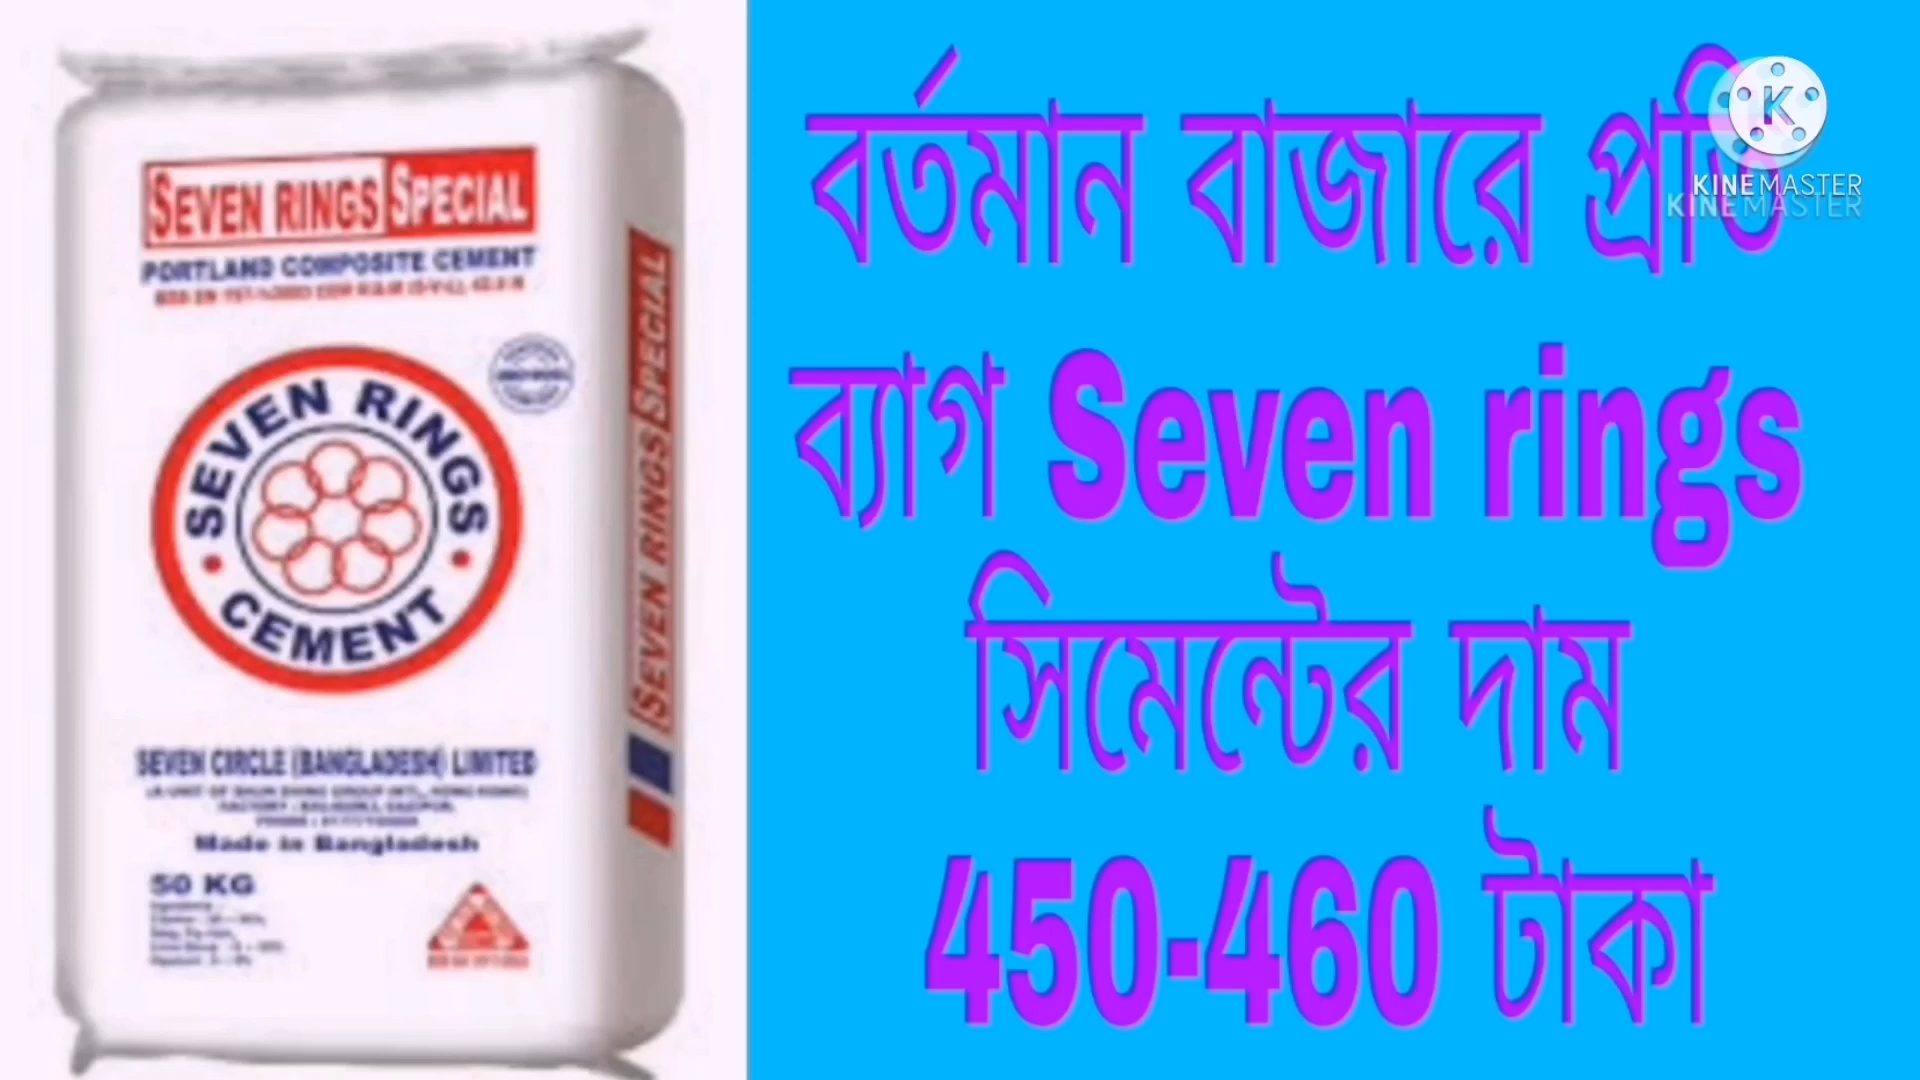 SEVEN RINGS SPECIAL
PORTLAND COMPOSITE CEMENT
SEVEN RINGS
CEMENT
SEVEN CIRCLE (BANGLADESH) LIMITED
Made in Bangladesh
50 KG
SEVEN RINGS SPECIAL
বর্তমান বাজারে প্রতি
ব্যাগ Seven rings
সিমেন্টের দাম
450-460 টাকা
K
KINEMASTER
KINEMASTER